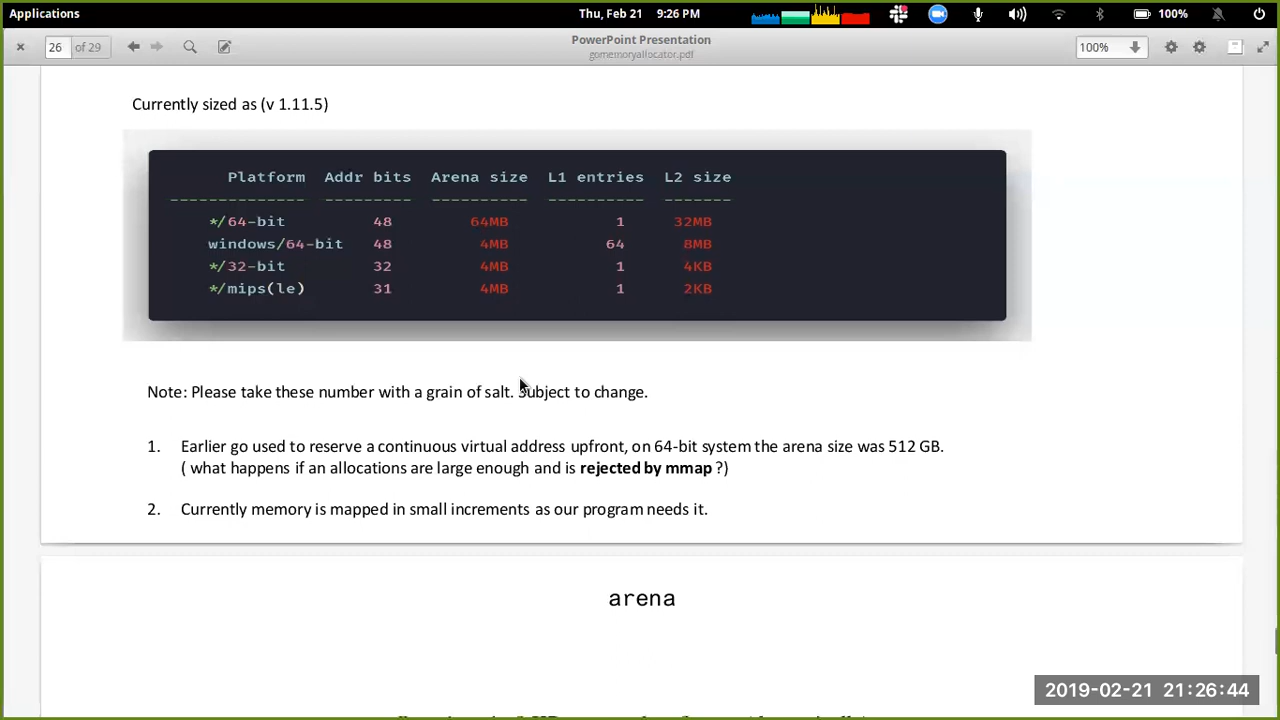 Applications
Thu, Feb 21 9:26 PM
100%
26 of 29
PowerPoint Presentation
gomemoryallocator.pdf
100%
Currently sized as (v 1.11.5)
Platform Addr bits Arena size L1 entries L2 size
-------------- --------- ---------- ---------- -------
*/64-bit 48 64MB 1 32MB
windows/64-bit 48 4MB 64 8MB
*/32-bit 32 4MB 1 4KB
*/mips(le) 31 4MB 1 2KB
Note: Please take these number with a grain of salt. Subject to change.
1. Earlier go used to reserve a continuous virtual address upfront, on 64-bit system the arena size was 512 GB.
( what happens if an allocations are large enough and is rejected by mmap ?)
2. Currently memory is mapped in small increments as our program needs it.
arena
2019-02-21 21:26:44